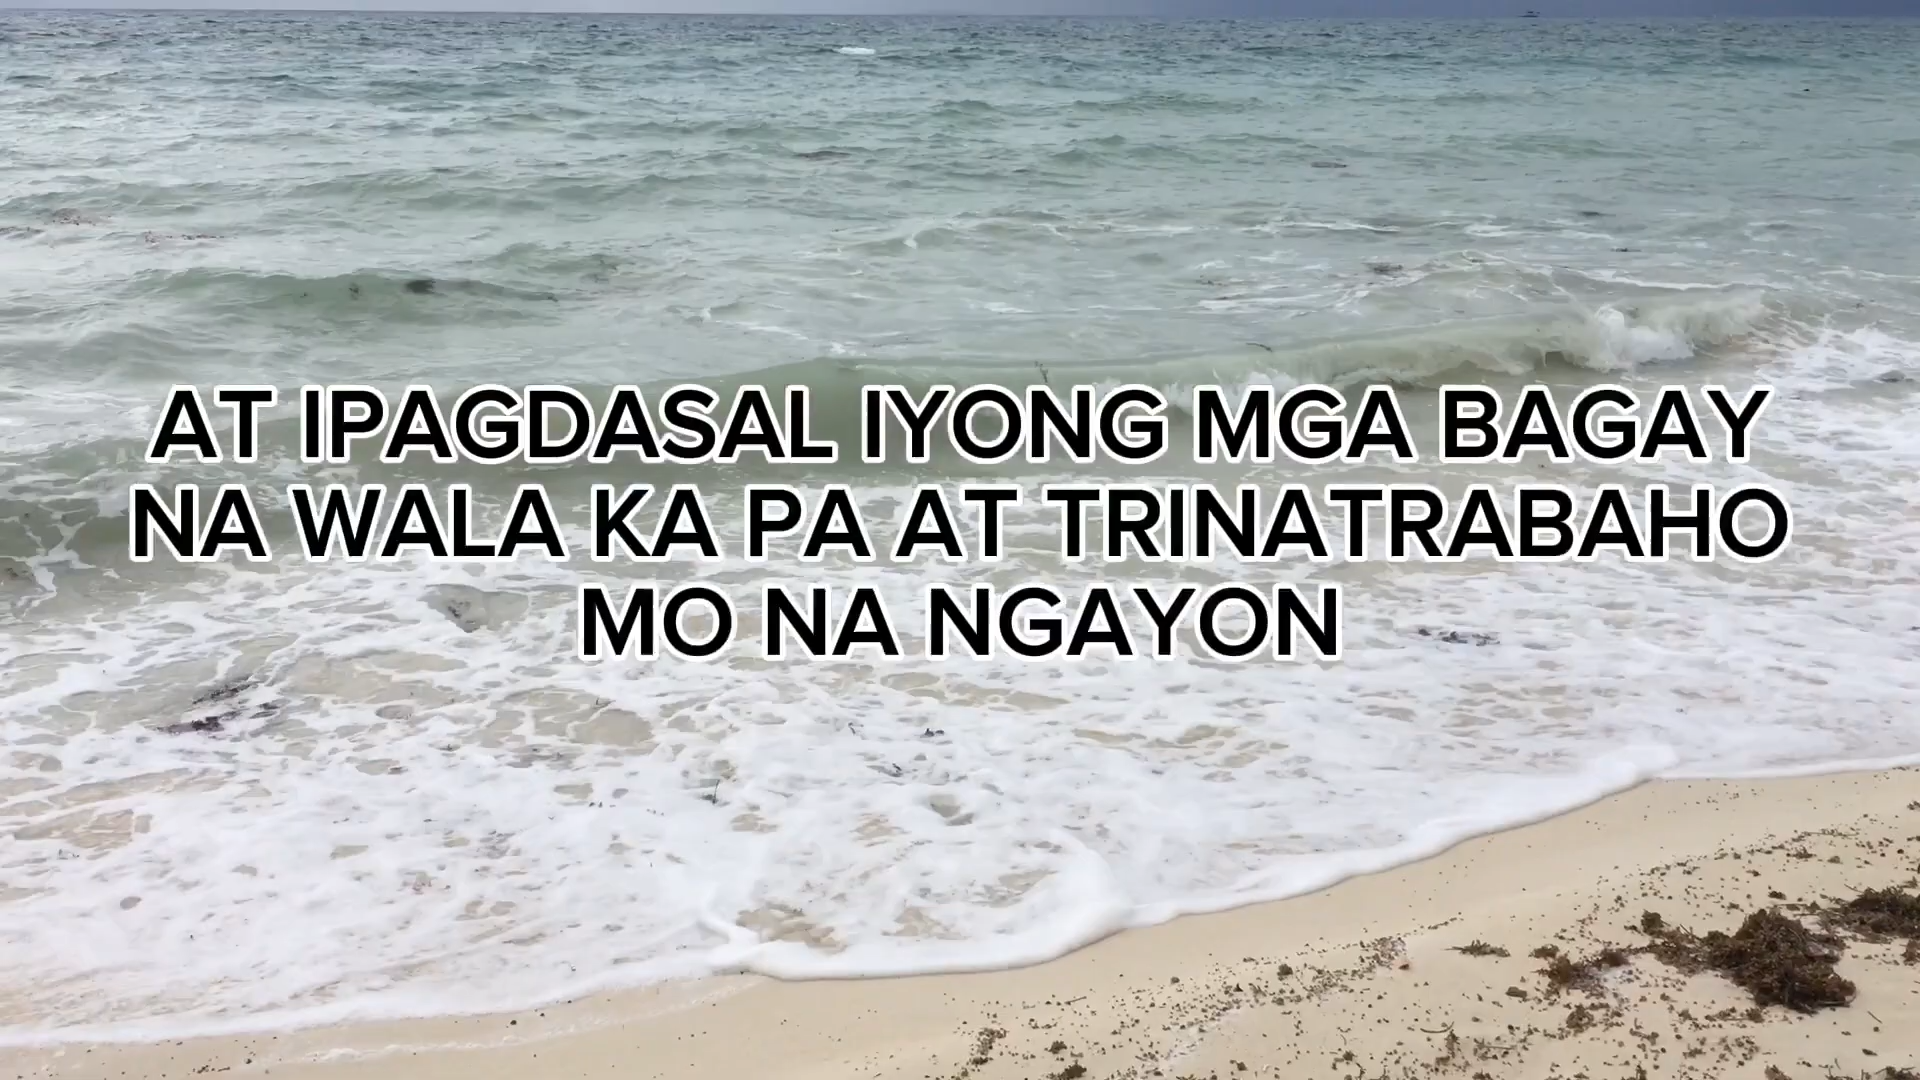 AT IPAGDASAL IYONG MGA BAGAY
NA WALA KA PA AT TRINATRABAHO
MO NA NGAYON